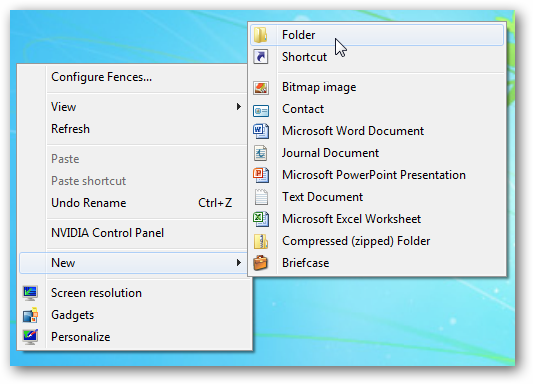 Configure Fences...
View
Refresh
Paste
Paste shortcut
Undo Rename Ctrl+Z
NVIDIA Control Panel
New
Screen resolution
Gadgets
Personalize
Folder
Shortcut
Bitmap image
Contact
Microsoft Word Document
Journal Document
Microsoft PowerPoint Presentation
Text Document
Microsoft Excel Worksheet
Compressed (zipped) Folder
Briefcase